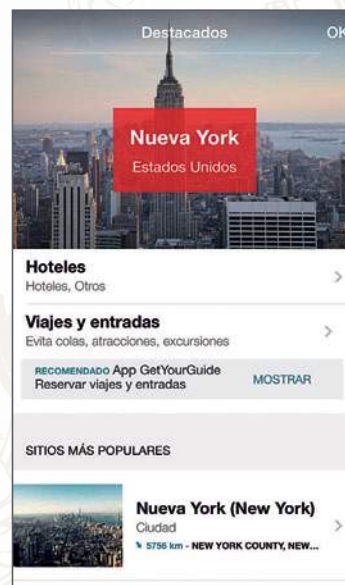 Destacados OK
Nueva York
Estados Unidos
Hoteles
Hoteles, Otros
Viajes y entradas
Evita colas, atracciones, excursiones
RECOMENDADO App GetYourGuide
Reservar viajes y entradas MOSTRAR
SITIOS MÁS POPULARES
Nueva York (New York)
Ciudad
5756 km - NEW YORK COUNTY, NEW...